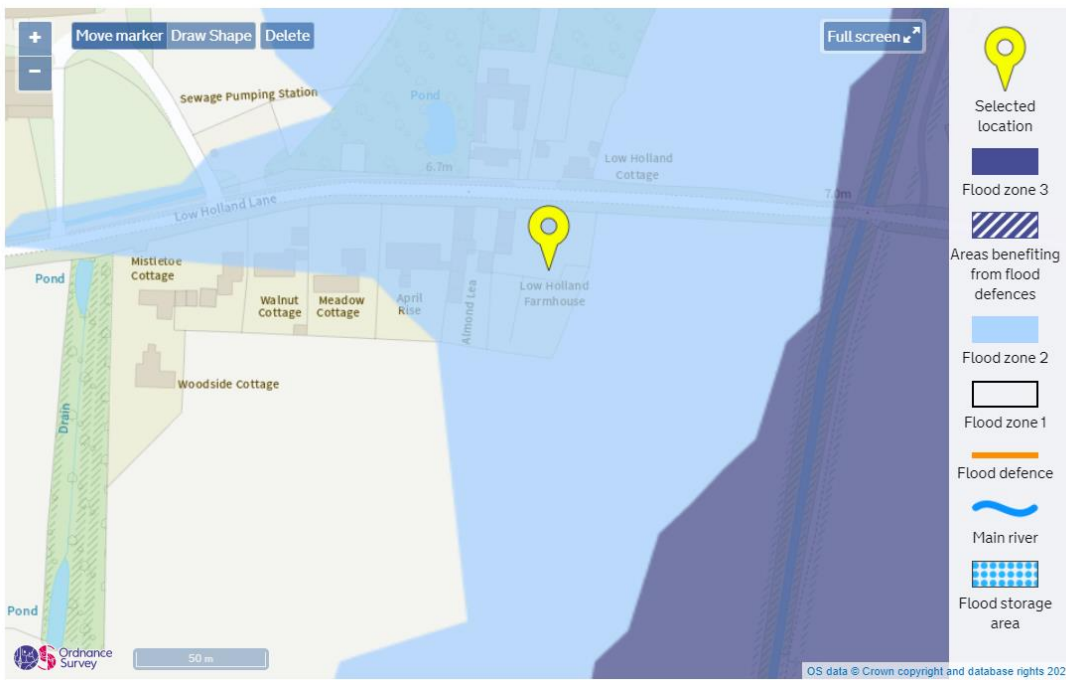 +
−
Move marker
Draw Shape
Delete
Full screen
Sewage Pumping Station
Pond
6.7m
Low Holland
Cottage
7.0m
Low Holland Lane
Mistletoe
Cottage
Pond
Walnut
Cottage
Meadow
Cottage
April
Rise
Almond Lea
Low Holland
Farmhouse
Woodside Cottage
Drain
Pond
Ordnance
Survey
50 m
OS data © Crown copyright and database rights 202
Selected
location
Flood zone 3
Areas benefiting
from flood
defences
Flood zone 2
Flood zone 1
Flood defence
Main river
Flood storage
area